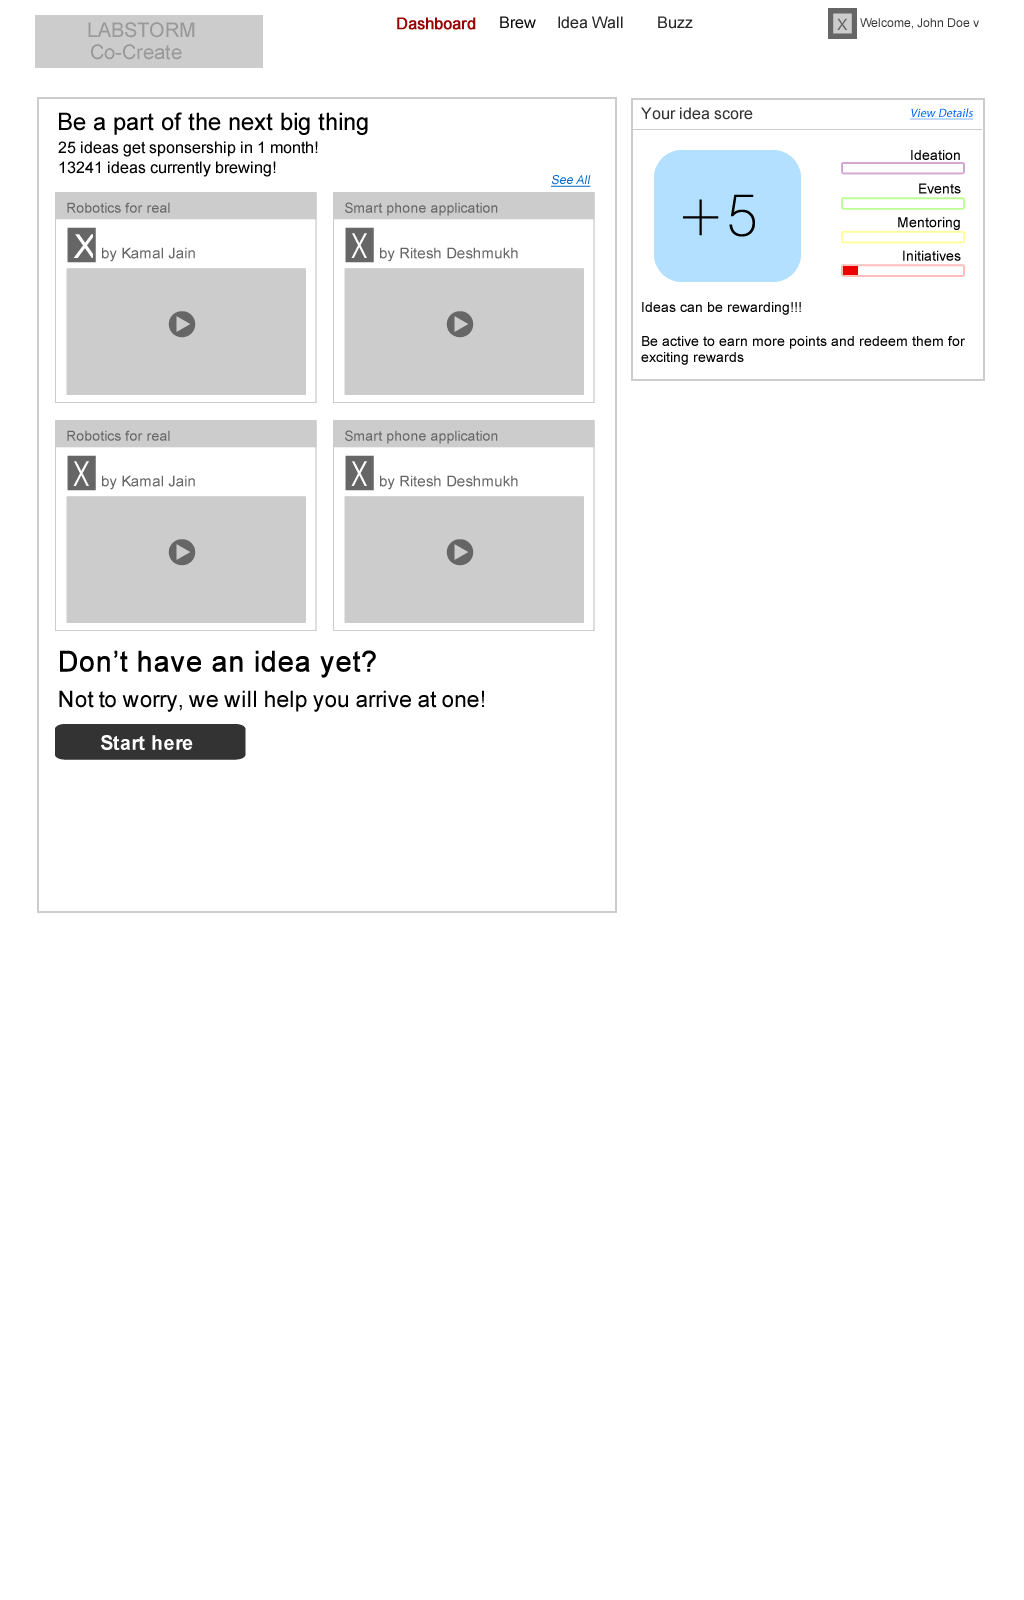 LABSTORM
Co-Create
Dashboard
Brew
Idea Wall
Buzz
X
Welcome, John Doe v
Be a part of the next big thing
25 ideas get sponsership in 1 month!
13241 ideas currently brewing!
See All
Robotics for real
X
by Kamal Jain
Smart phone application
X
by Ritesh Deshmukh
Robotics for real
X
by Kamal Jain
Smart phone application
X
by Ritesh Deshmukh
Don’t have an idea yet?
Not to worry, we will help you arrive at one!
Start here
Your idea score
View Details
+5
Ideation
Events
Mentoring
Initiatives
Ideas can be rewarding!!!
Be active to earn more points and redeem them for
exciting rewards